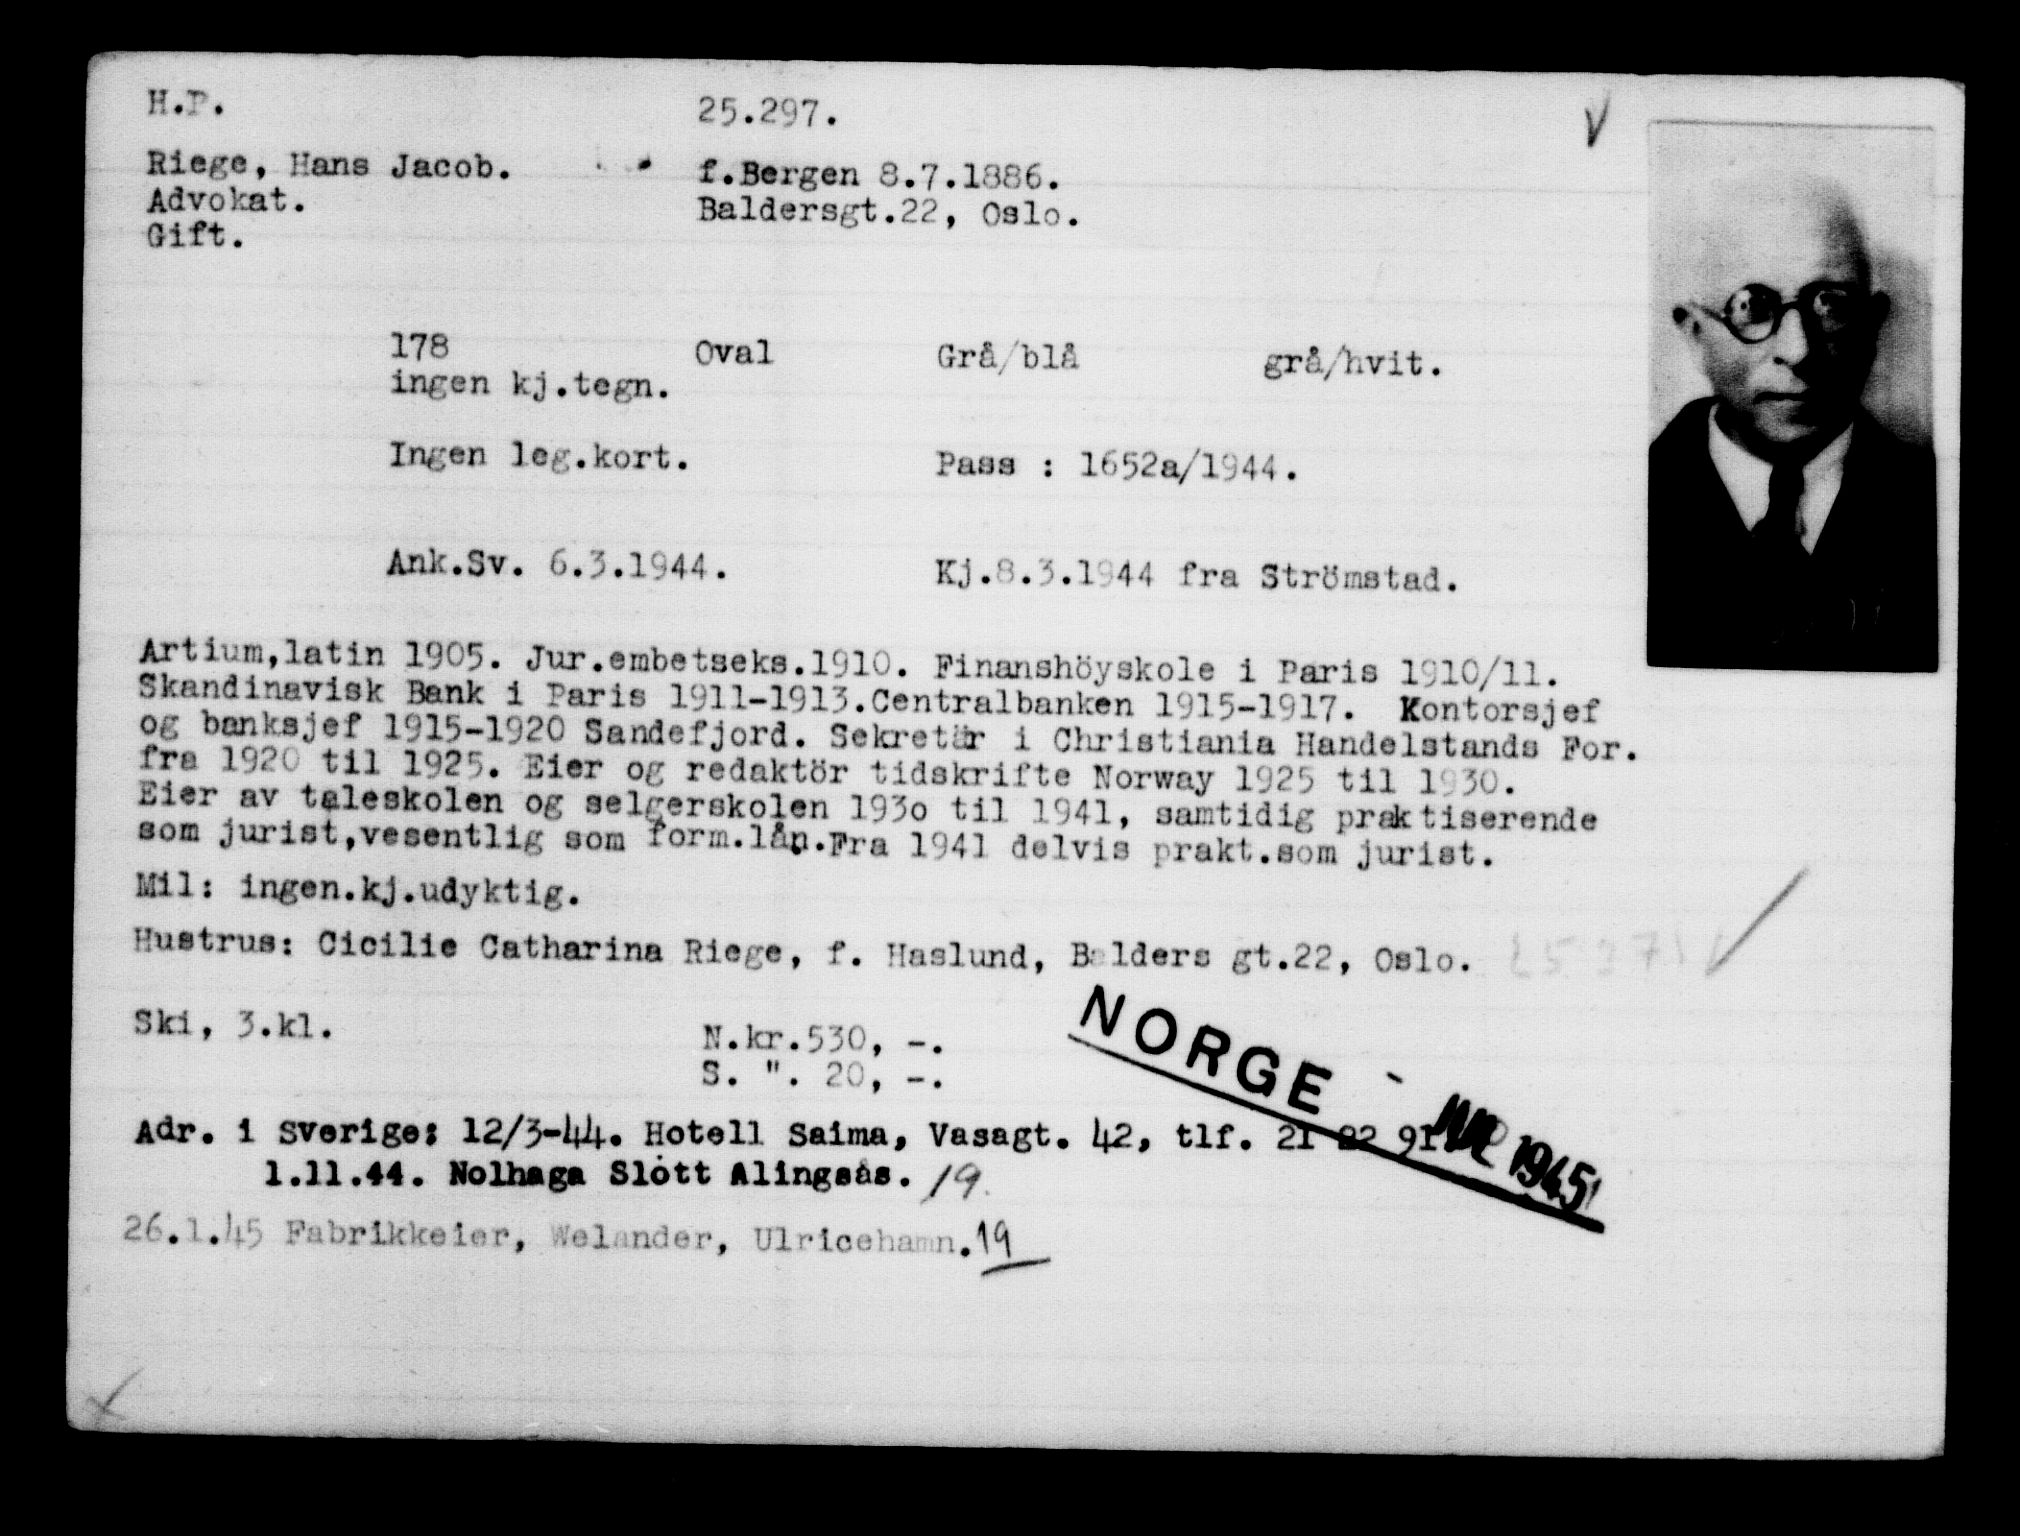 H.P. 25.297. V
Riege, Hans Jacob. f.Bergen 8.7.1886.
Advokat. Baldersgt.22, Oslo.
Gift.
178 Oval Grå/blå grå/hvit.
ingen kj.tegn.
Ingen leg.kort. Pass : 1652a/1944.
Ank.Sv. 6.3.1944. Kj.8.3.1944 fra Strömstad.
Artium,latin 1905. Jur.embetseks.1910. Finanshöyskole i Paris 1910/11.
Skandinavisk Bank i Paris 1911-1913.Centralbanken 1915-1917. Kontorsjef
og banksjef 1915-1920 Sandefjord. Sekretär i Christiania Handelstands For.
fra 1920 til 1925. Eier og redaktör tidskrifte Norway 1925 til 1930.
Eier av taleskolen og selgerskolen 193o til 1941, samtidig praktiserende
som jurist,vesentlig som form.lån.Fra 1941 delvis prakt.som jurist.
Mil: ingen.kj.udyktig.
Hustrus: Cicilie Catharina Riege, f. Haslund, Balders gt.22, Oslo.
Ski, 3.kl. N.kr.530, -.
S. ". 20, -.
NORGE - 1945
Adr. i Sverige: 12/3-44. Hotell Saima, Vasagt. 42, tlf. 21 82 91
1.11.44. Nolhaga Slott Alingsås. /9.
26.1.45 Fabrikkeier, Welander, Ulricehamn.19